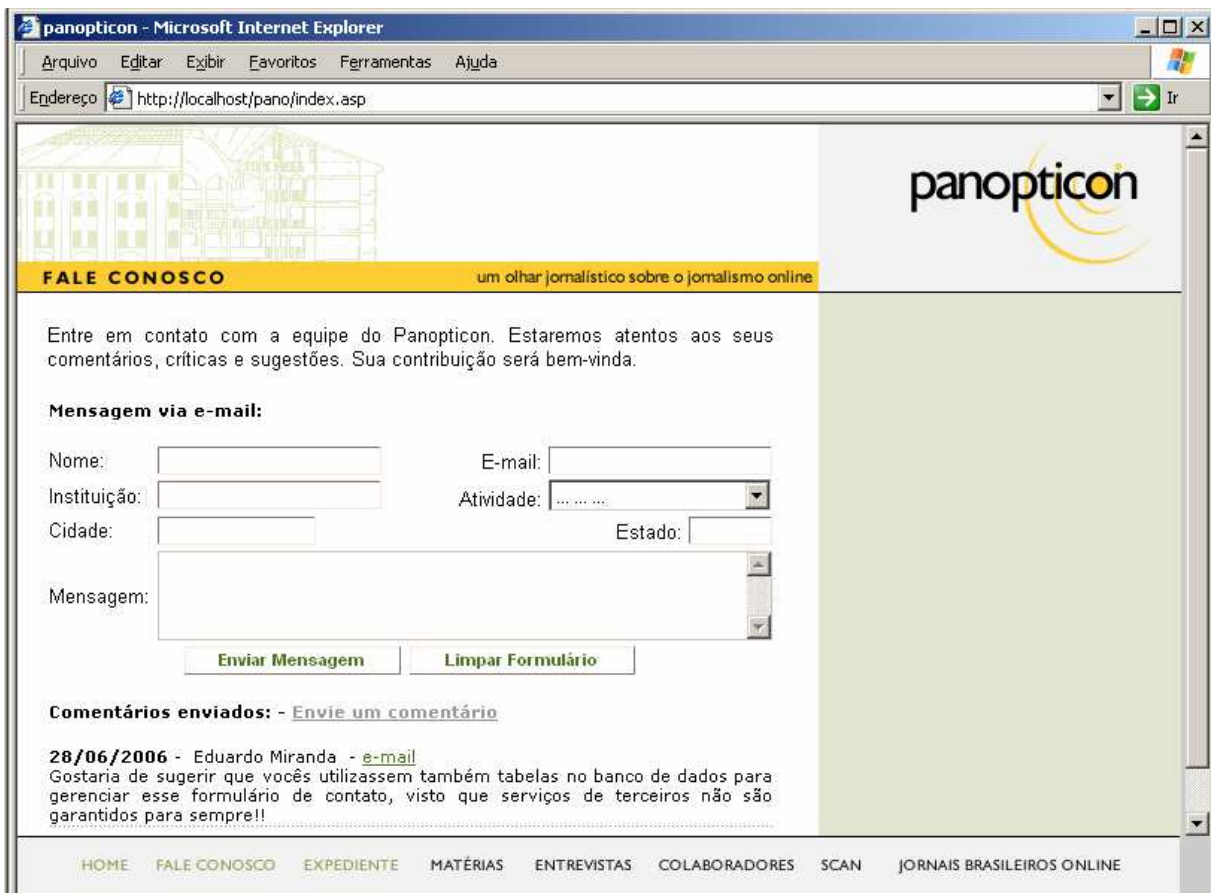 panopticon - Microsoft Internet Explorer
Arquivo Editar Exibir Favoritos Ferramentas Ajuda
Endereço http://localhost/pano/index.asp Ir
panopticon
FALE CONOSCO um olhar jornalístico sobre o jornalismo online
Entre em contato com a equipe do Panopticon. Estaremos atentos aos seus
comentários, críticas e sugestões. Sua contribuição será bem-vinda.
Mensagem via e-mail:
Nome: E-mail:
Instituição: Atividade: ... ... ...
Cidade: Estado:
Mensagem:
Enviar Mensagem Limpar Formulário
Comentários enviados: - Envie um comentário
28/06/2006 - Eduardo Miranda - e-mail
Gostaria de sugerir que vocês utilizassem também tabelas no banco de dados para
gerenciar esse formulário de contato, visto que serviços de terceiros não são
garantidos para sempre!!
HOME FALE CONOSCO EXPEDIENTE MATÉRIAS ENTREVISTAS COLABORADORES SCAN JORNAIS BRASILEIROS ONLINE